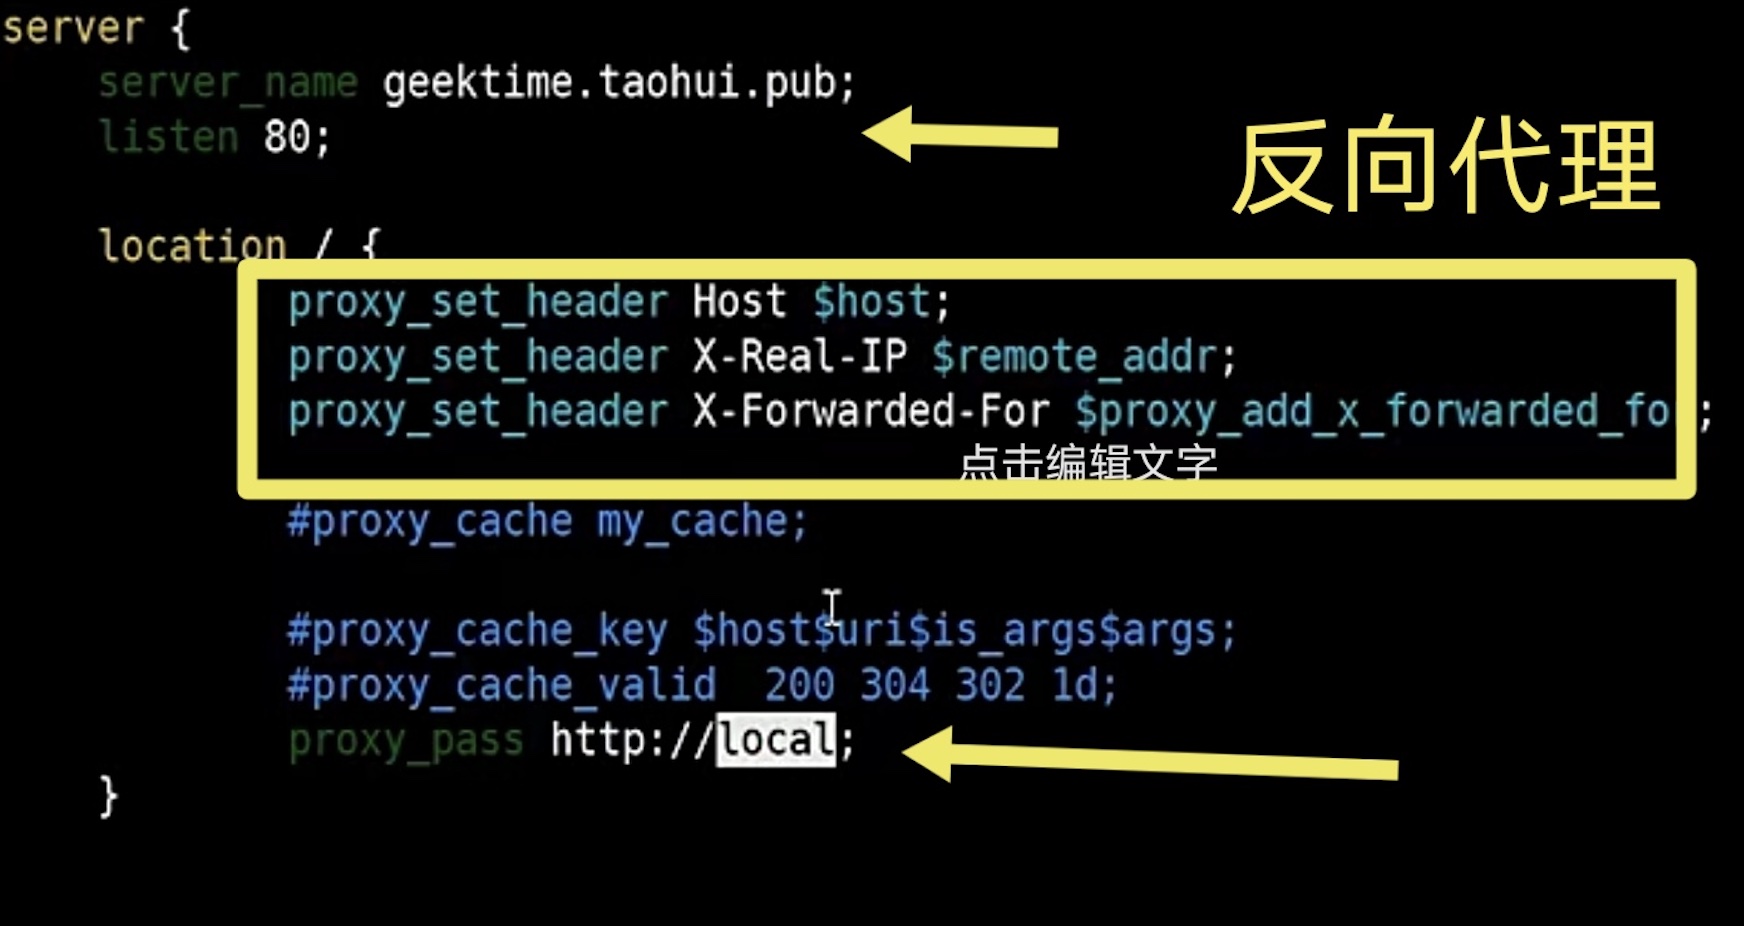 server {
server_name geektime.taohui.pub;
listen 80;
反向代理
location / {
proxy_set_header Host $host;
proxy_set_header X-Real-IP $remote_addr;
proxy_set_header X-Forwarded-For $proxy_add_x_forwarded_fo ;
点击编辑文字
#proxy_cache my_cache;
#proxy_cache_key $host$uri$is_args$args;
#proxy_cache_valid  200 304 302 1d;
proxy_pass http://local;
}